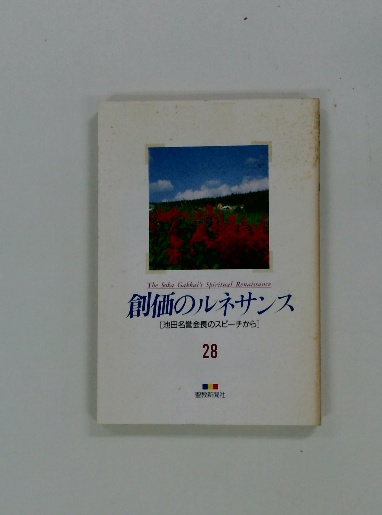 The Soka Gakkai's Spiritual Renaissance
創価のルネサンス
[池田名誉会長のスピーチから]
28
聖教新聞社